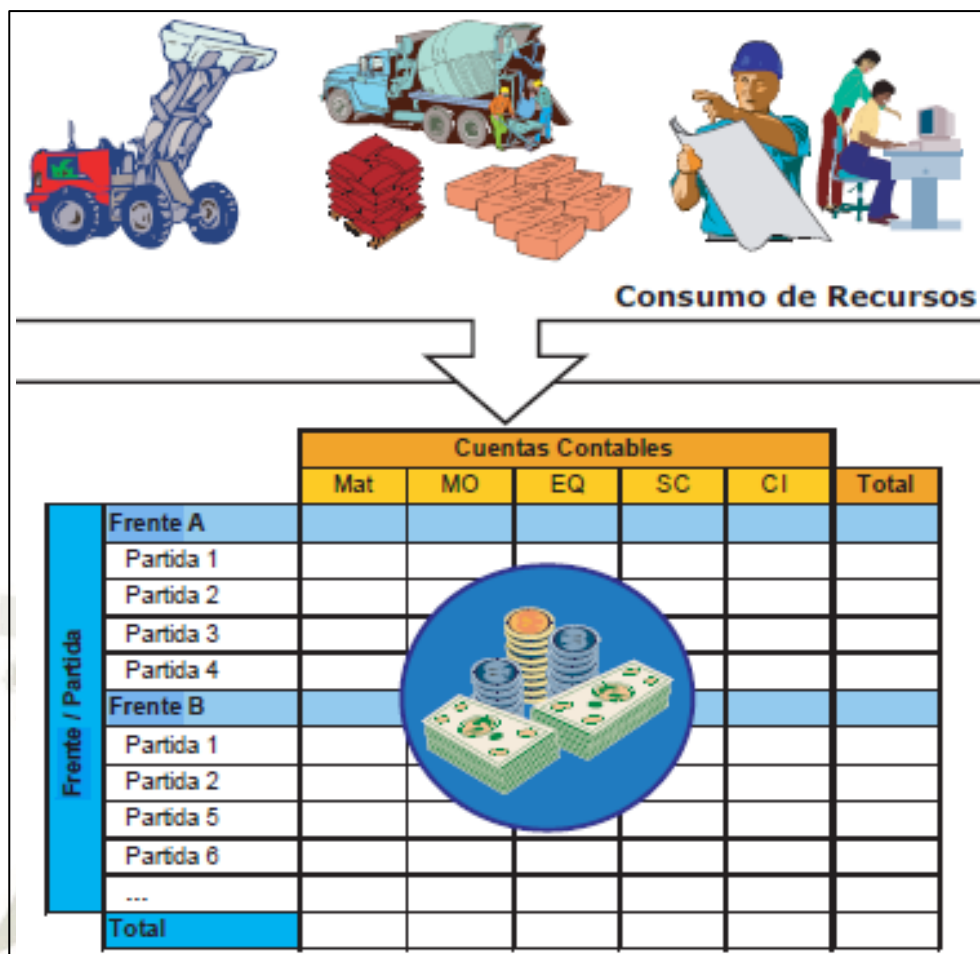 Consumo de Recursos
Cuentas Contables
Mat MO EQ SC CI Total
Frente / Partida
Frente A
Partida 1
Partida 2
Partida 3
Partida 4
Frente B
Partida 1
Partida 2
Partida 5
Partida 6
---
Total